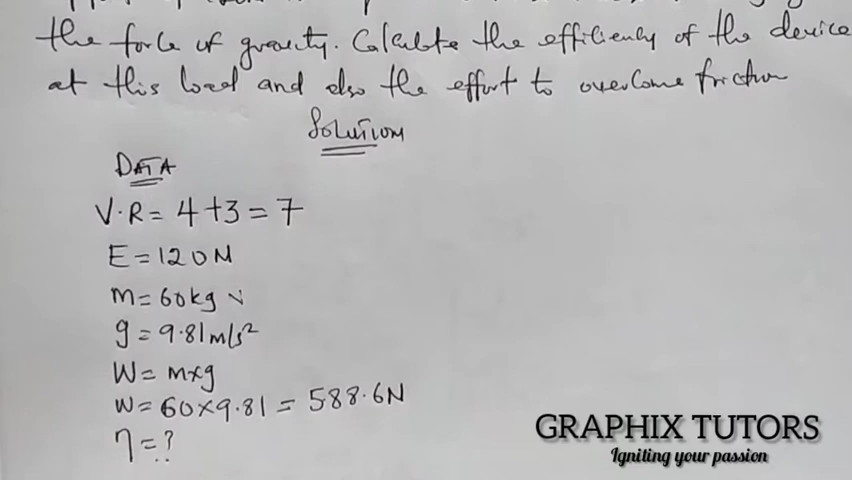 the force of gravity. Calculate the efficiency of the device
at this load and also the effort to overcome friction
SOLUTION
DATA
V.R = 4+3 = 7
E = 120N
m = 60kg
g = 9.81m/s²
W = mxg
W = 60×9.81 = 588.6N
η = ?
GRAPHIX TUTORS
Igniting your passion